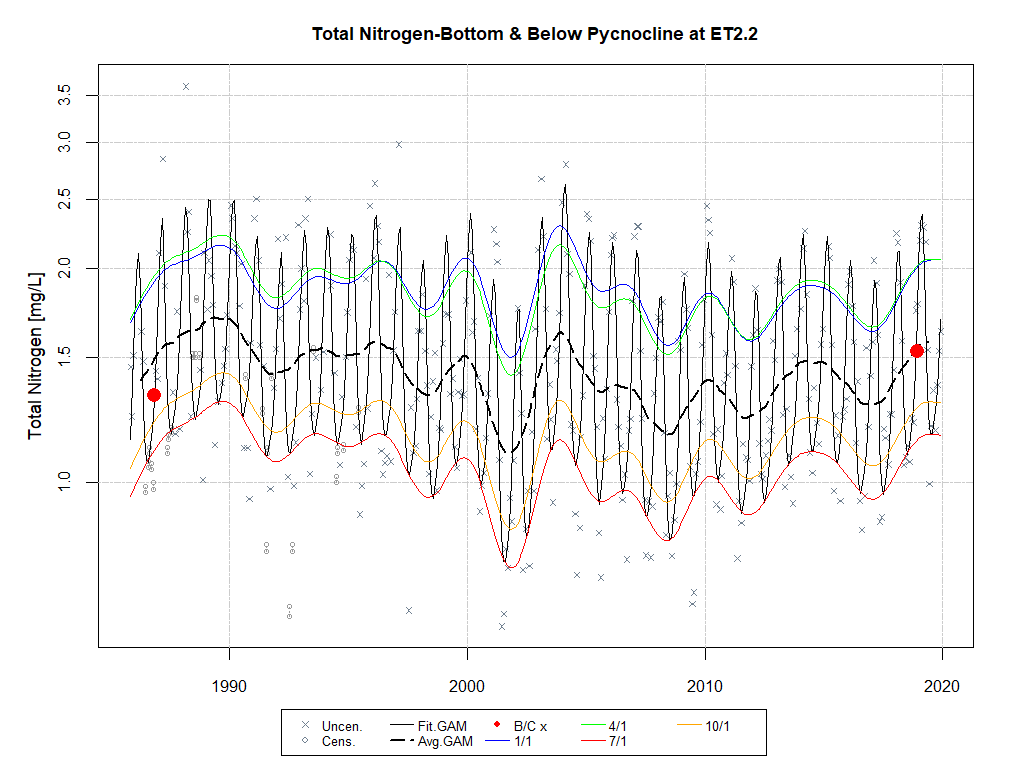 Total Nitrogen-Bottom & Below Pycnocline at ET2.2
Total Nitrogen [mg/L]
3.5
3.0
2.5
2.0
1.5
1.0
1990 2000 2010 2020
Uncen. Fit.GAM B/C x 4/1 10/1
Cens. Avg.GAM 1/1 7/1